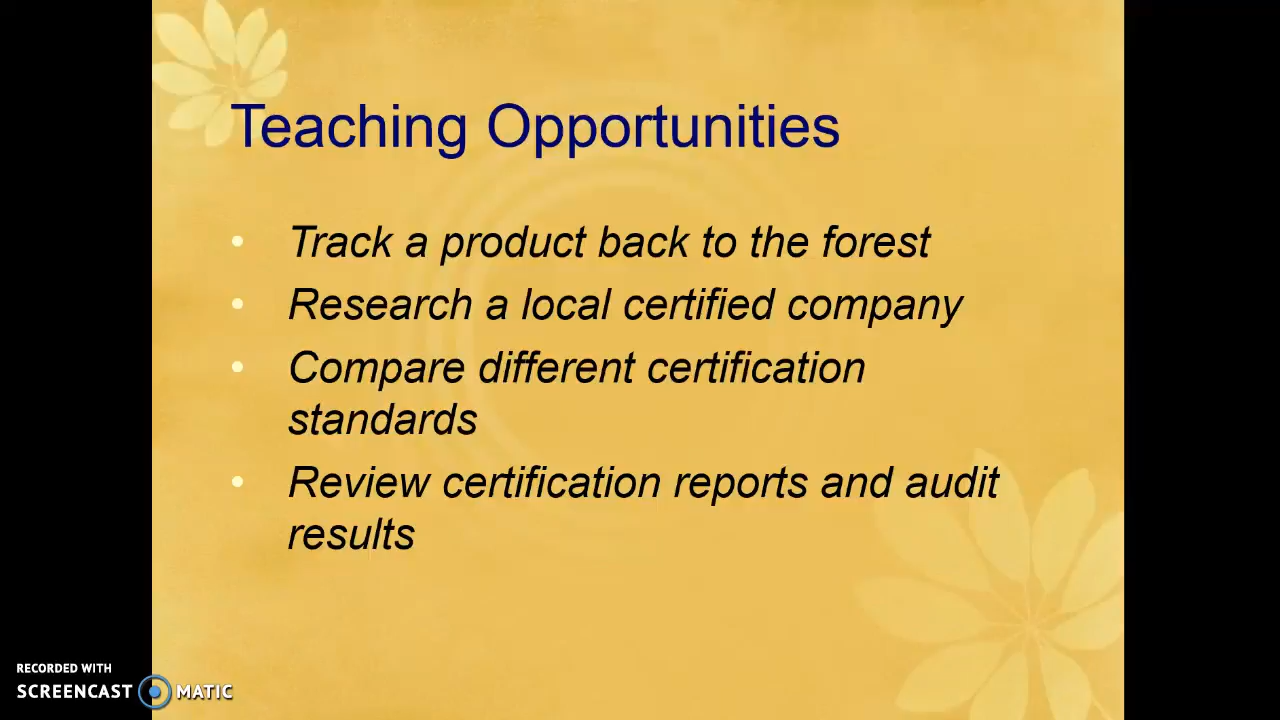 Teaching Opportunities
• Track a product back to the forest
• Research a local certified company
• Compare different certification
standards
• Review certification reports and audit
results
RECORDED WITH
SCREENCAST MATIC